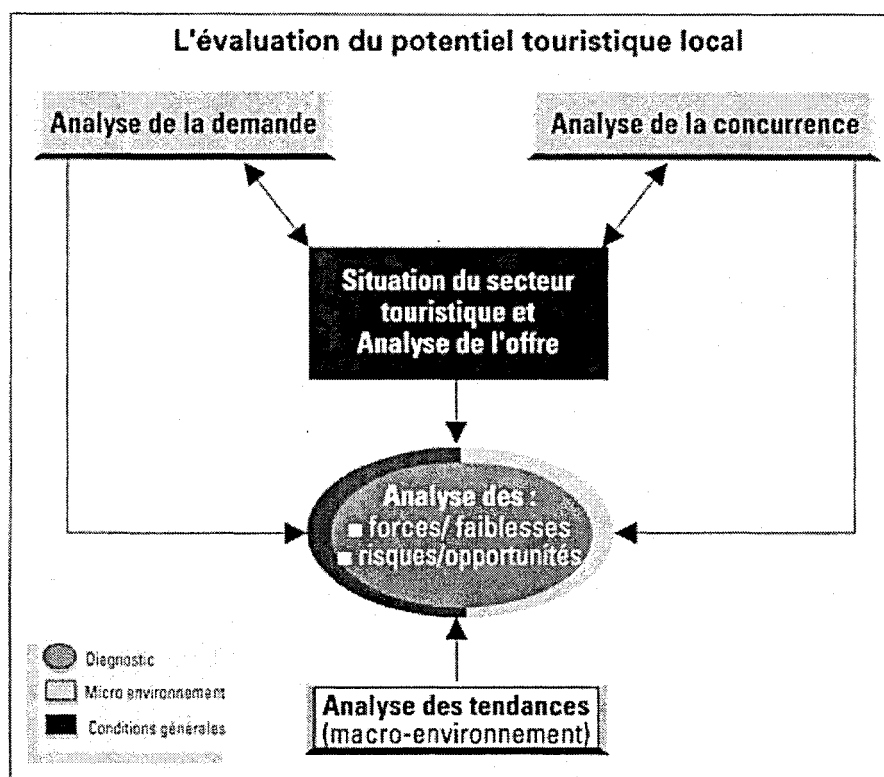 L'évaluation du potentiel touristique local
Analyse de la demande
Analyse de la concurrence
Situation du secteur
touristique et
Analyse de l'offre
Analyse des :
■ forces/ faiblesses
■ risques/opportunités
Diagnostic
Micro environnement
Conditions générales
Analyse des tendances
(macro-environnement)